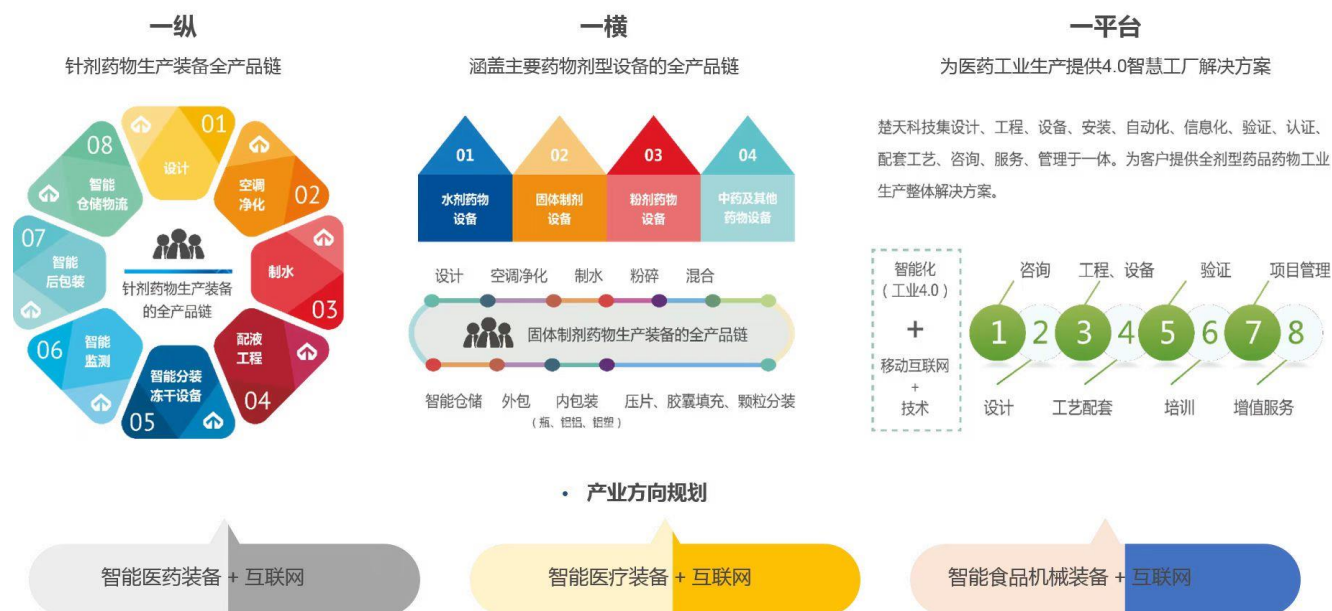 一纵
针剂药物生产装备全产品链
01
设计
02
空调
净化
03
制水
04
配液
工程
05
智能分装
冻干设备
06
智能
监测
07
智能
后包装
08
智能
仓储物流
针剂药物生产装备
的全产品链
一横
涵盖主要药物剂型设备的全产品链
01
水剂药物
设备
02
固体制剂
设备
03
粉剂药物
设备
04
中药及其他
药物设备
设计 空调净化 制水 粉碎 混合
固体制剂药物生产装备的全产品链
智能仓储 外包 内包装 压片、胶囊填充、颗粒分装
（瓶、铝铝、铝塑）
一平台
为医药工业生产提供4.0智慧工厂解决方案
楚天科技集设计、工程、设备、安装、自动化、信息化、验证、认证、
配套工艺、咨询、服务、管理于一体。为客户提供全剂型药品药物工业
生产整体解决方案。
智能化
（工业4.0）
+
移动互联网
+
技术
咨询 工程、设备 验证 项目管理
1 2 3 4 5 6 7 8
设计 工艺配套 培训 增值服务
• 产业方向规划
智能医药装备 + 互联网
智能医疗装备 + 互联网
智能食品机械装备 + 互联网